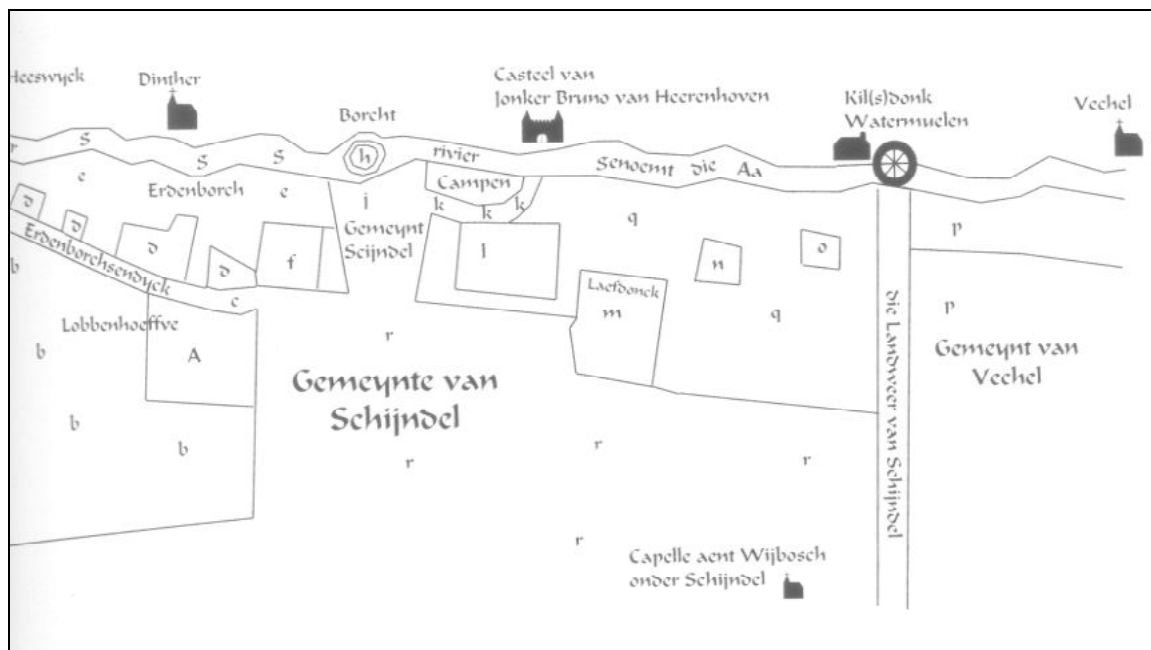 Heeswyck
Dinther
Borcht
Casteel van
Jonker Bruno van Heerenhoven
Kil(s)donk
Watermuelen
Vechel
r
S
S
S
h
rivier
Genoemt die Aa
e
Erdenborch
e
j
Campen
k
k
k
q
p
d
d
d
d
Erdenborchsendyck
c
f
Gemeynt
Scijndel
l
n
o
Laefdonck
m
q
p
b
Lobbenhoeffve
A
b
b
b
r
Gemeynte van
Schijndel
Gemeynt van
Vechel
die Landweer van Schijndel
r
r
r
r
Capelle aent Wijbosch
onder Schijndel